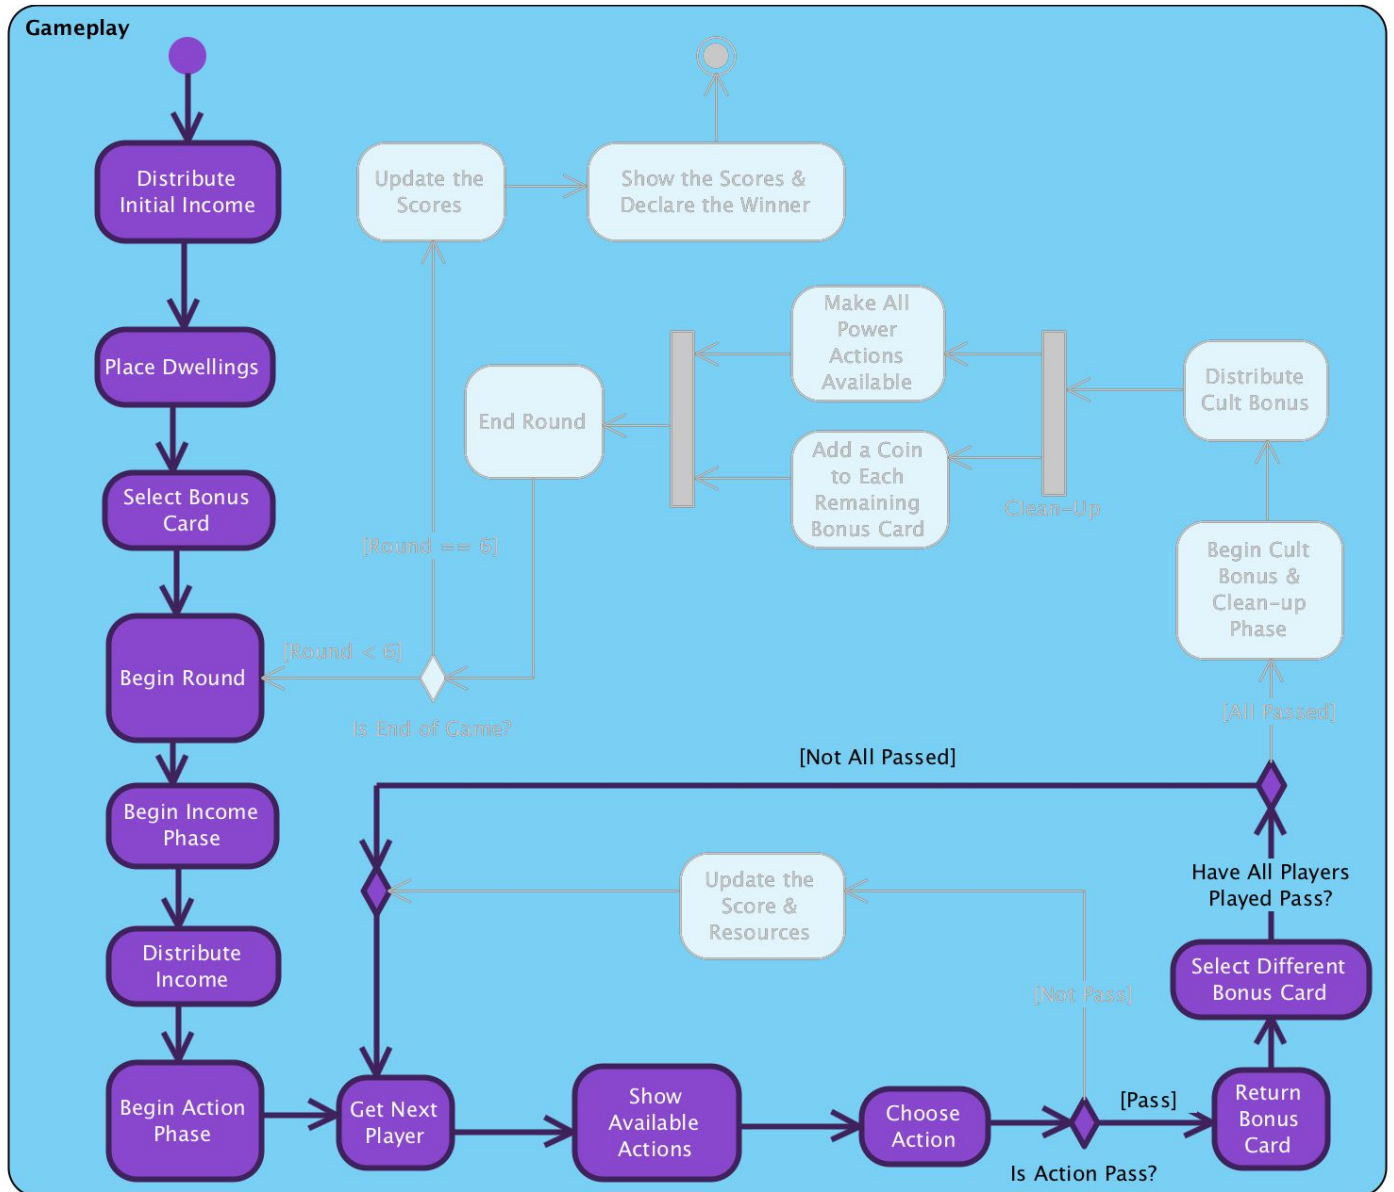 Gameplay
Distribute
Initial Income
Update the
Scores
Show the Scores &
Declare the Winner
Place Dwellings
Make All
Power
Actions
Available
Distribute
Cult Bonus
End Round
Select Bonus
Card
Add a Coin
to Each
Remaining
Bonus Card
Clean-Up
[Round == 6]
Begin Cult
Bonus &
Clean-up
Phase
Begin Round
[Round < 6]
Is End of Game?
[All Passed]
[Not All Passed]
Begin Income
Phase
Update the
Score &
Resources
Have All Players
Played Pass?
Distribute
Income
Select Different
Bonus Card
[Not Pass]
Begin Action
Phase
Get Next
Player
Show
Available
Actions
Choose
Action
[Pass]
Is Action Pass?
Return
Bonus
Card